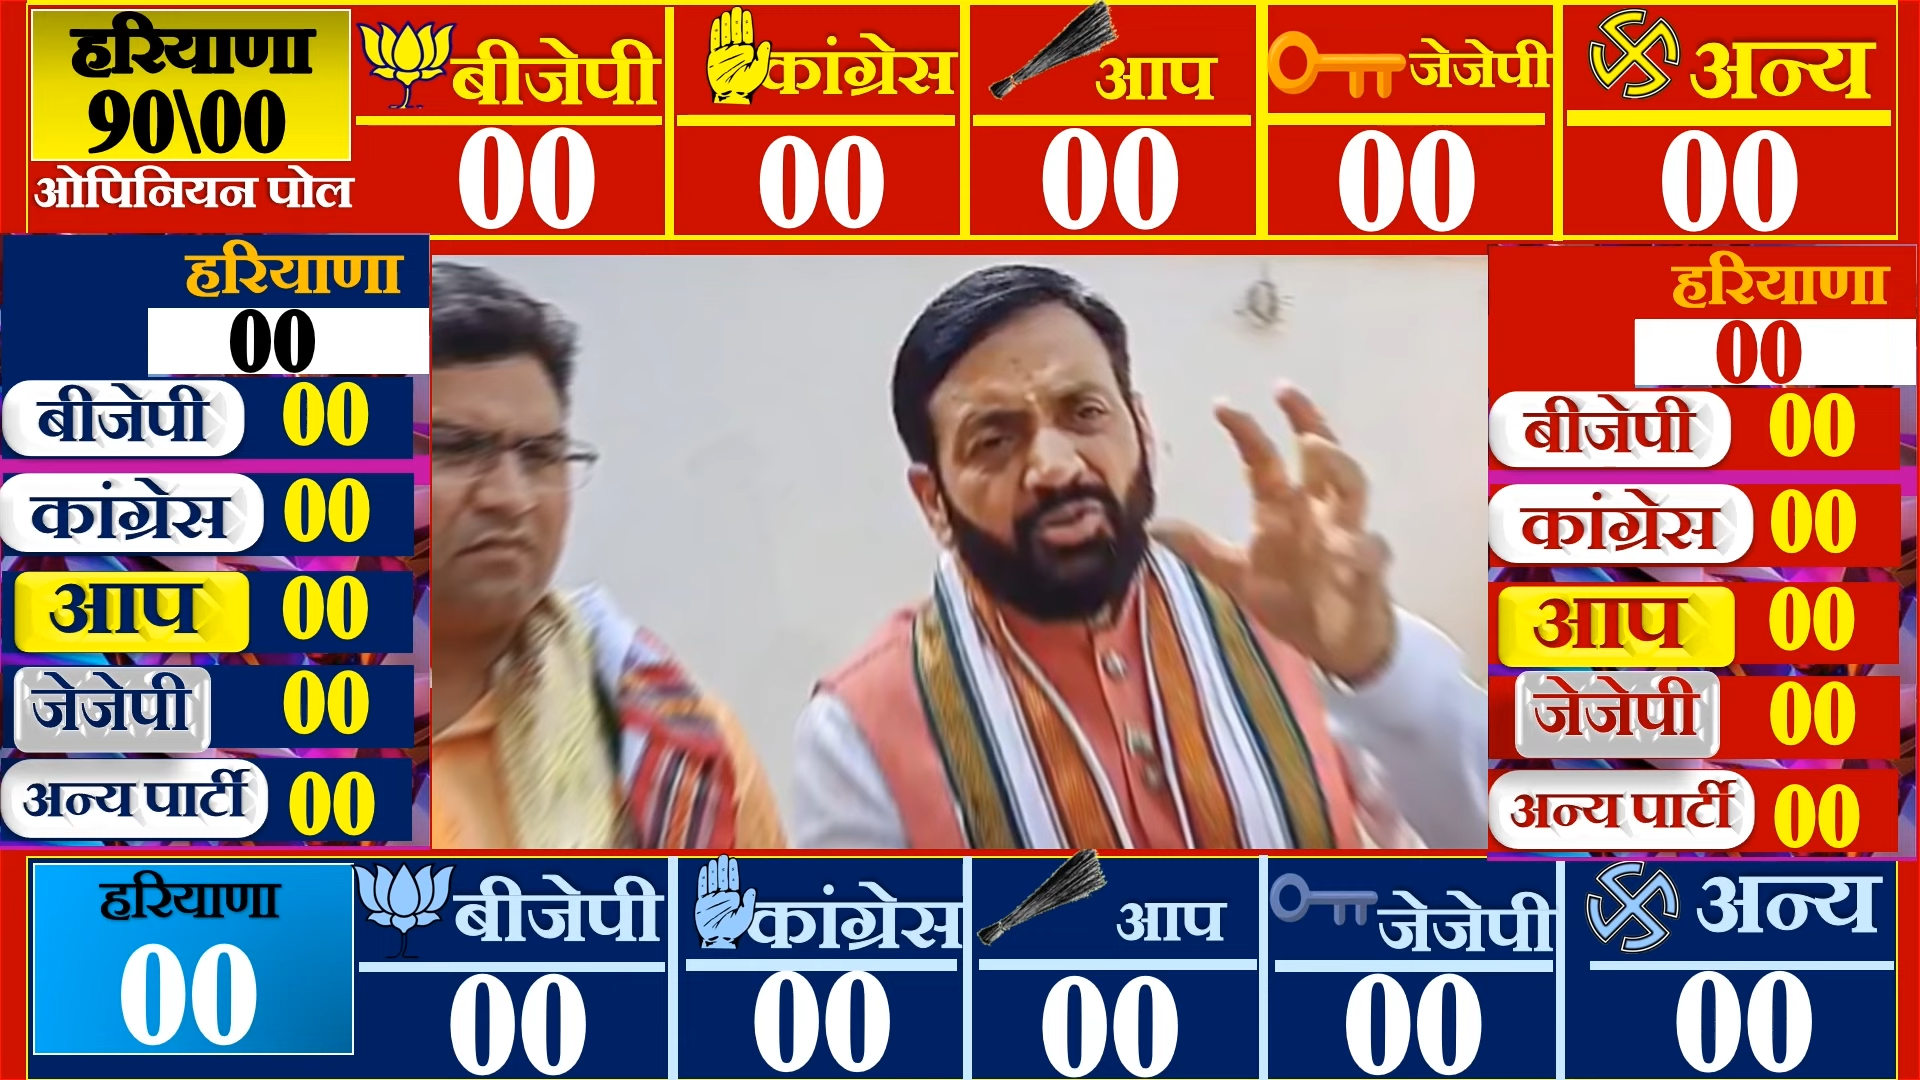 हरियाणा
90\00
ओपिनियन पोल
बीजेपी
00
कांग्रेस
00
आप
00
जेजेपी
00
अन्य
00
हरियाणा
00
बीजेपी 00
कांग्रेस 00
आप 00
जेजेपी 00
अन्य पार्टी 00
हरियाणा
00
बीजेपी 00
कांग्रेस 00
आप 00
जेजेपी 00
अन्य पार्टी 00
हरियाणा
00
बीजेपी
00
कांग्रेस
00
आप
00
जेजेपी
00
अन्य
00